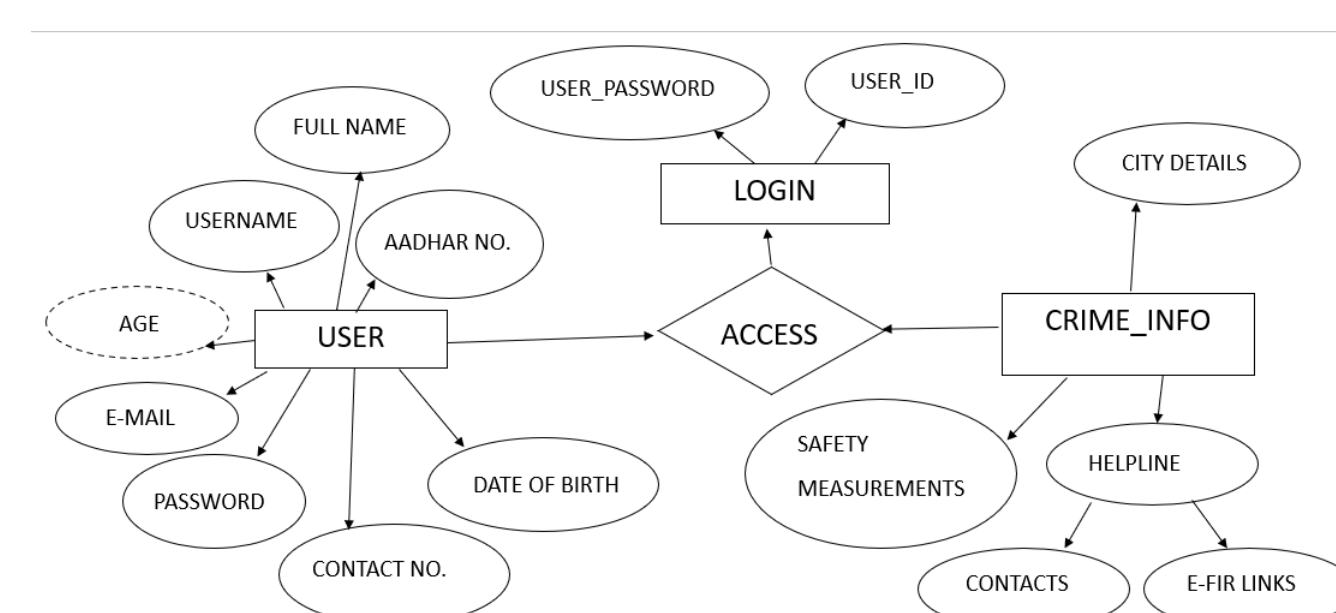 USER_PASSWORD
USER_ID
FULL NAME
CITY DETAILS
LOGIN
USERNAME
AADHAR NO.
AGE
USER
ACCESS
CRIME_INFO
E-MAIL
SAFETY
MEASUREMENTS
HELPLINE
PASSWORD
DATE OF BIRTH
CONTACT NO.
CONTACTS
E-FIR LINKS